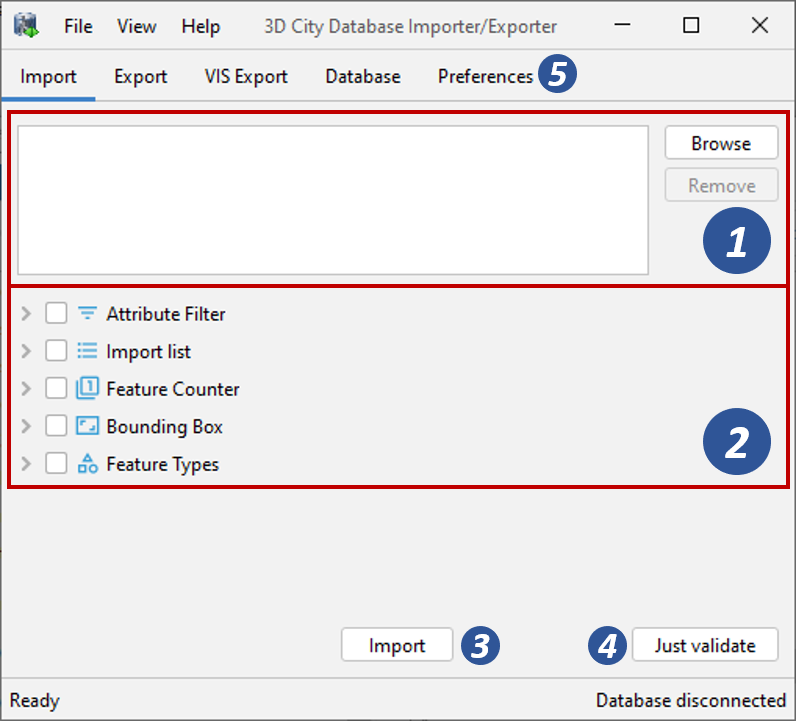 File View Help 3D City Database Importer/Exporter
Import Export VIS Export Database Preferences 5
Browse
Remove
1
Attribute Filter
Import list
1 Feature Counter
Bounding Box
2
Feature Types
Import 3 4 Just validate
Ready Database disconnected